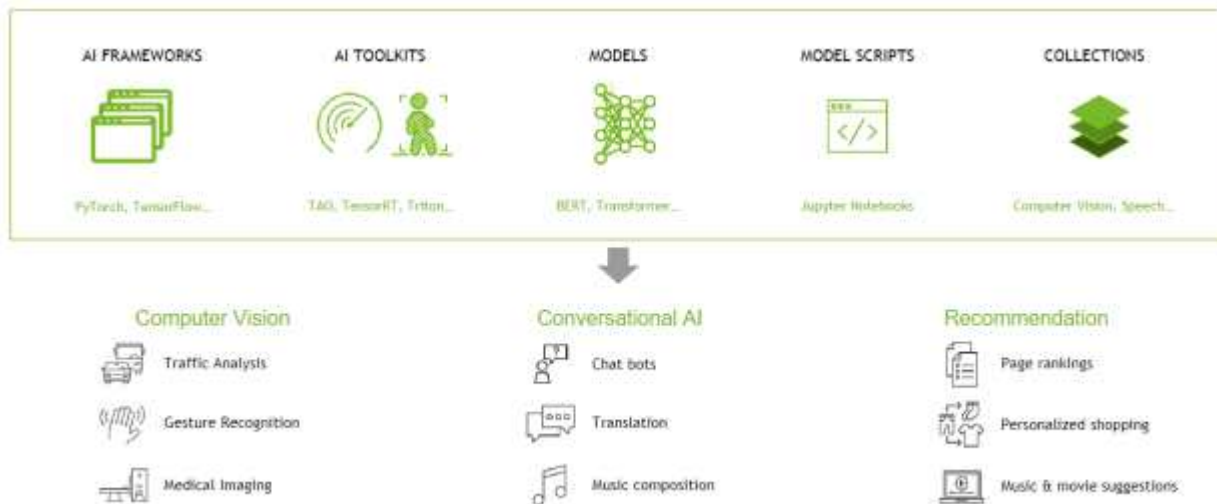 AI FRAMEWORKS
AI TOOLKITS
MODELS
MODEL SCRIPTS
COLLECTIONS
PyTorch, TensorFlow...
TAO, TensorRT, Triton...
BERT, Transformer...
Jupyter Notebooks
Computer Vision, Speech...
Computer Vision
Conversational AI
Recommendation
Traffic Analysis
Chat bots
Page rankings
Gesture Recognition
Translation
Personalized shopping
Medical Imaging
Music composition
Music & movie suggestions